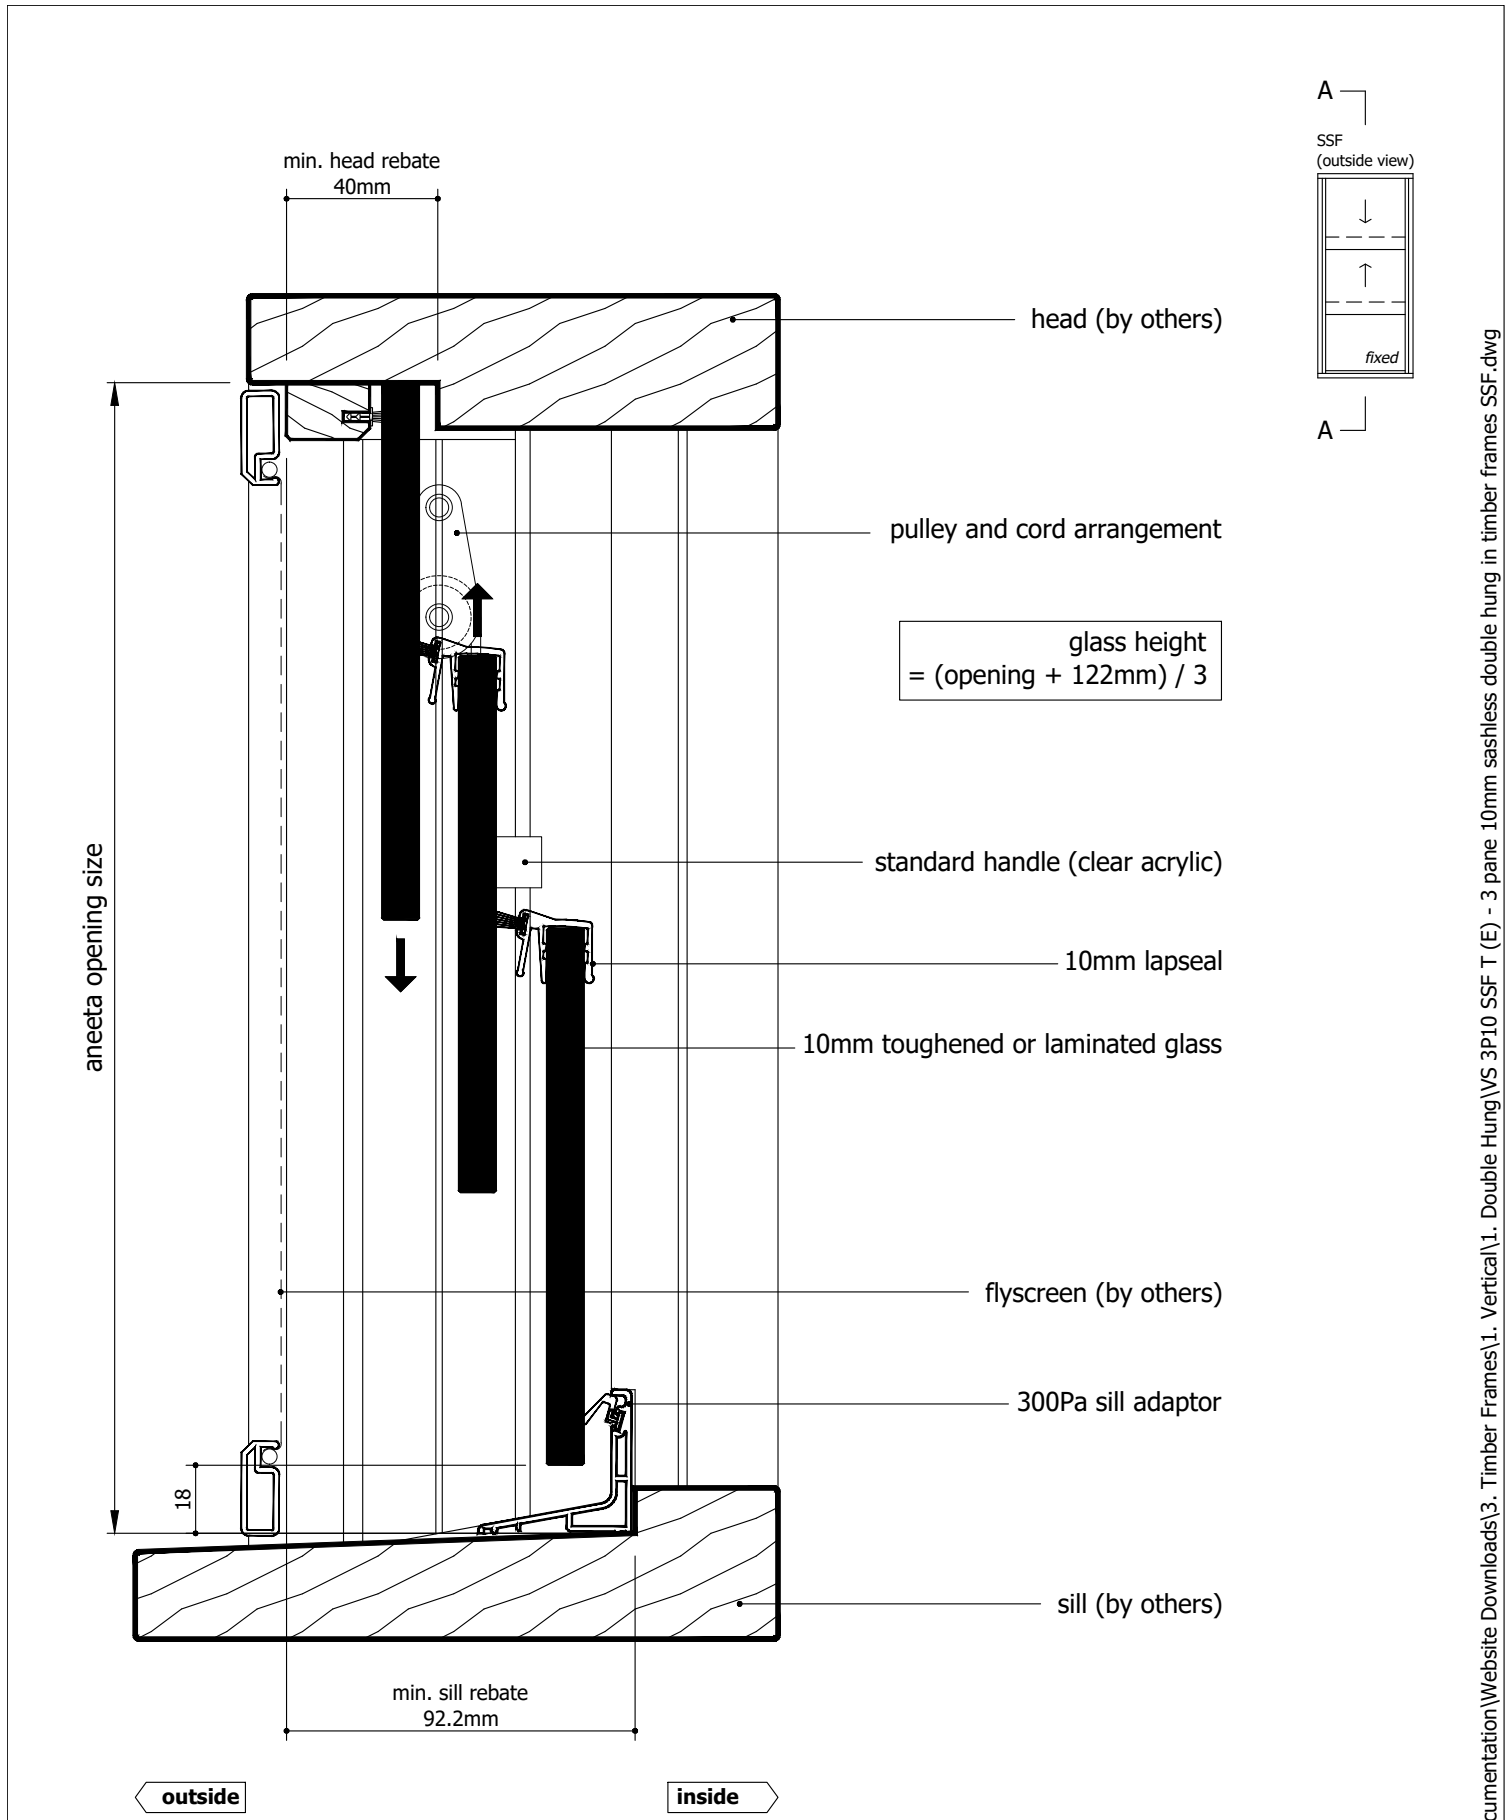 A
SSF
(outside view)
fixed
A
min. head rebate
40mm
head (by others)
pulley and cord arrangement
glass height
= (opening + 122mm) / 3
standard handle (clear acrylic)
10mm lapseal
10mm toughened or laminated glass
aneeta opening size
flyscreen (by others)
300Pa sill adaptor
18
sill (by others)
min. sill rebate
92.2mm
outside
inside
cumentation\Website Downloads\3. Timber Frames\1. Vertical\1. Double Hung\VS 3P10 SSF T (E) - 3 pane 10mm sashless double hung in timber frames SSF.dwg